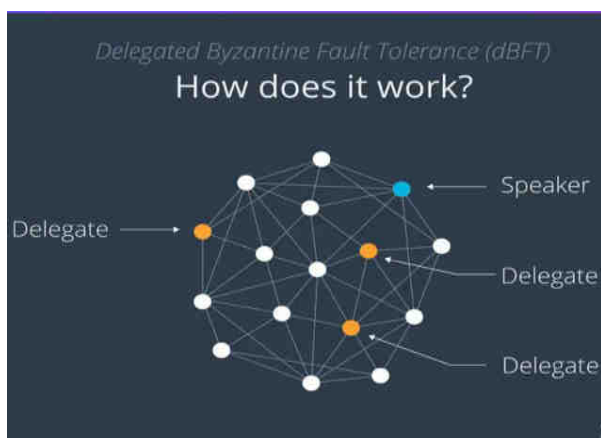 Delegated Byzantine Fault Tolerance (dBFT)
How does it work?
Speaker
Delegate
Delegate
Delegate